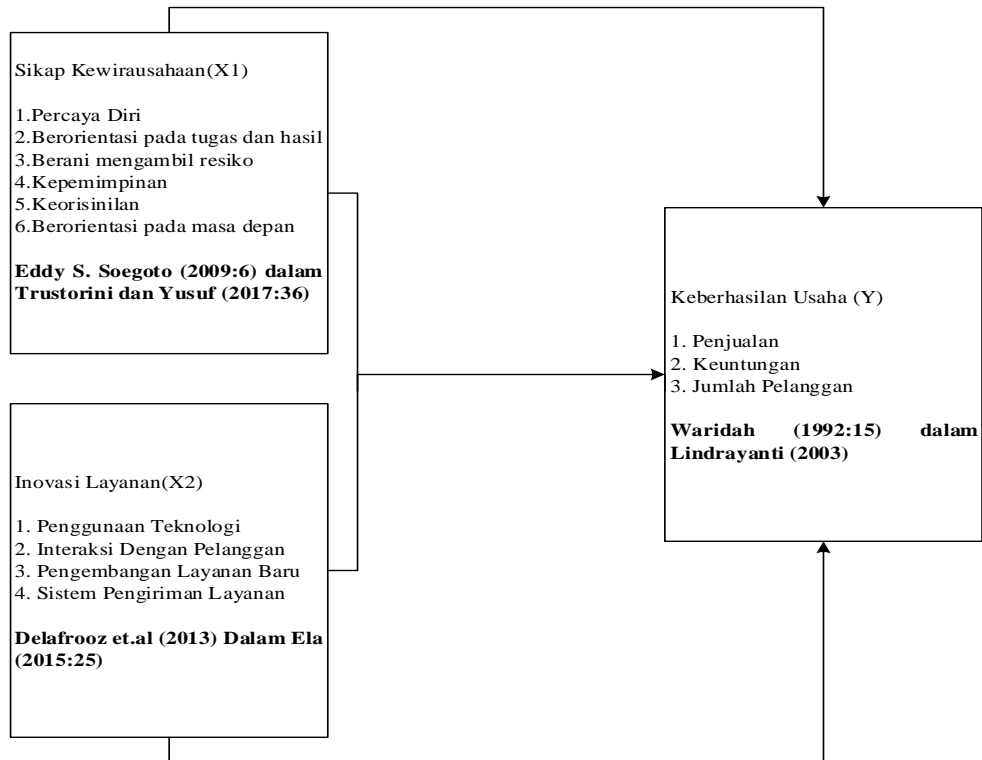 Sikap Kewirausahaan(X1)
1.Percaya Diri
2.Berorientasi pada tugas dan hasil
3.Berani mengambil resiko
4.Kepemimpinan
5.Keorisinilan
6.Berorientasi pada masa depan
Eddy S. Soegoto (2009:6) dalam
Trustorini dan Yusuf (2017:36)
Inovasi Layanan(X2)
1. Penggunaan Teknologi
2. Interaksi Dengan Pelanggan
3. Pengembangan Layanan Baru
4. Sistem Pengiriman Layanan
Delafrooz et.al (2013) Dalam Ela
(2015:25)
Keberhasilan Usaha (Y)
1. Penjualan
2. Keuntungan
3. Jumlah Pelanggan
Waridah (1992:15) dalam
Lindrayanti (2003)